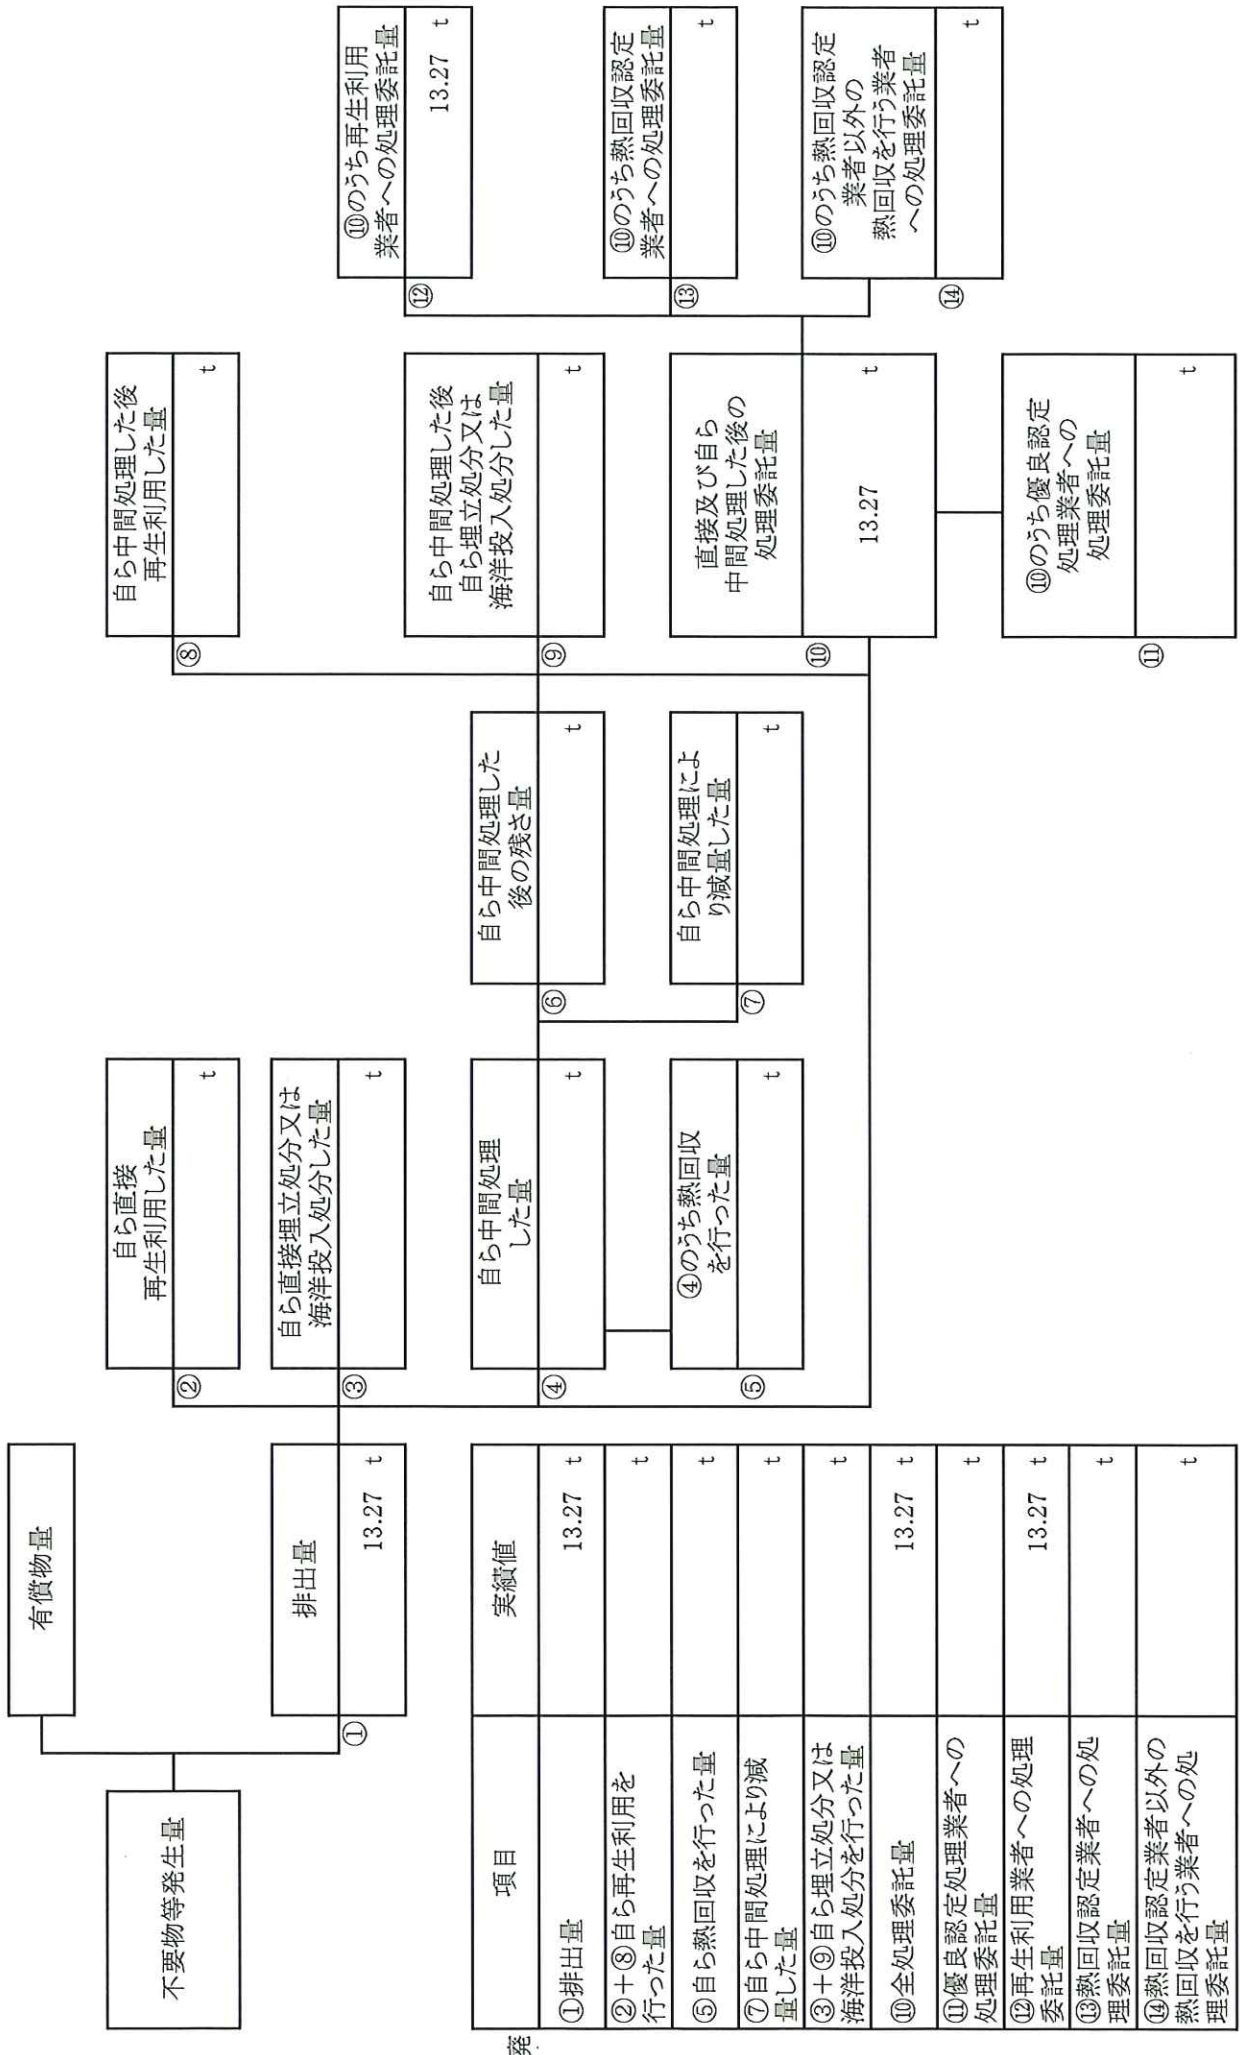 有償物量
不要物等発生量
排出量
①
13.27 t
自ら直接
再生利用した量
②
t
自ら直接埋立処分又は
海洋投入処分した量
③
t
自ら中間処理
した量
④
t
④のうち熱回収
を行った量
⑤
t
自ら中間処理した
後の残さ量
⑥
t
自ら中間処理によ
り減量した量
⑦
t
自ら中間処理した後
再生利用した量
⑧
t
自ら中間処理した後
自ら埋立処分又は
海洋投入処分した量
⑨
t
直接及び自ら
中間処理した後の
処理委託量
⑩
13.27 t
⑩のうち優良認定
処理業者への
処理委託量
⑪
t
⑩のうち再生利用
業者への処理委託量
⑫
13.27 t
⑩のうち熱回収認定
業者への処理委託量
⑬
t
⑩のうち熱回収認定
業者以外の
熱回収を行う業者
への処理委託量
⑭
t
項目 実績値
①排出量 13.27 t
②＋⑧自ら再生利用を
行った量 t
⑤自ら熱回収を行った量 t
⑦自ら中間処理により減
量した量 t
③＋⑨自ら埋立処分又は
海洋投入処分を行った量 t
⑩全処理委託量 13.27 t
⑪優良認定処理業者への
処理委託量 t
⑫再生利用業者への処理
委託量 13.27 t
⑬熱回収認定業者への処
理委託量 t
⑭熱回収認定業者以外の
熱回収を行う業者への処
理委託量 t